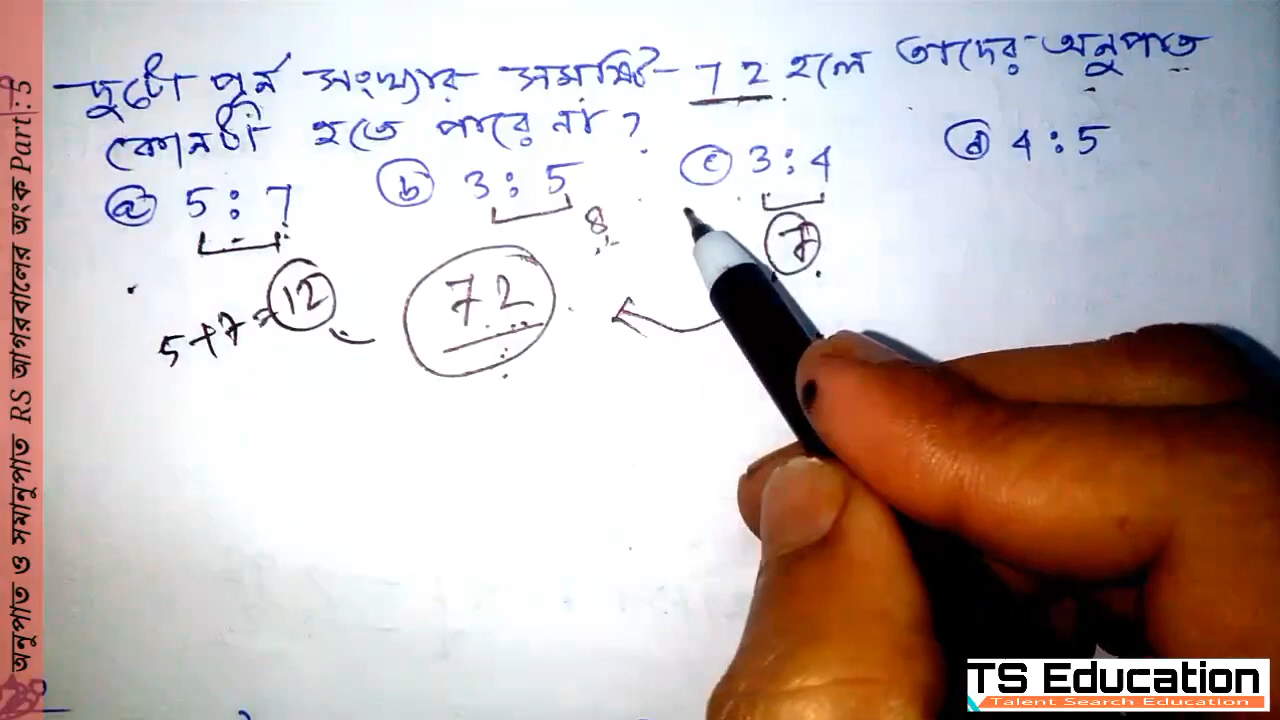 দুটো পূর্ন সংখ্যার সমষ্টি- 72 হলে তাদের অনুপাত
কোনটা হতে পারে না ?
(a) 5 : 7 (b) 3 : 5 (c) 3 : 4 (d) 4 : 5
8
7
5+7=12
72
অনুপাত ও সমানুপাত RS আগরবালের অংক Part:5
TS Education
Talent Search Education